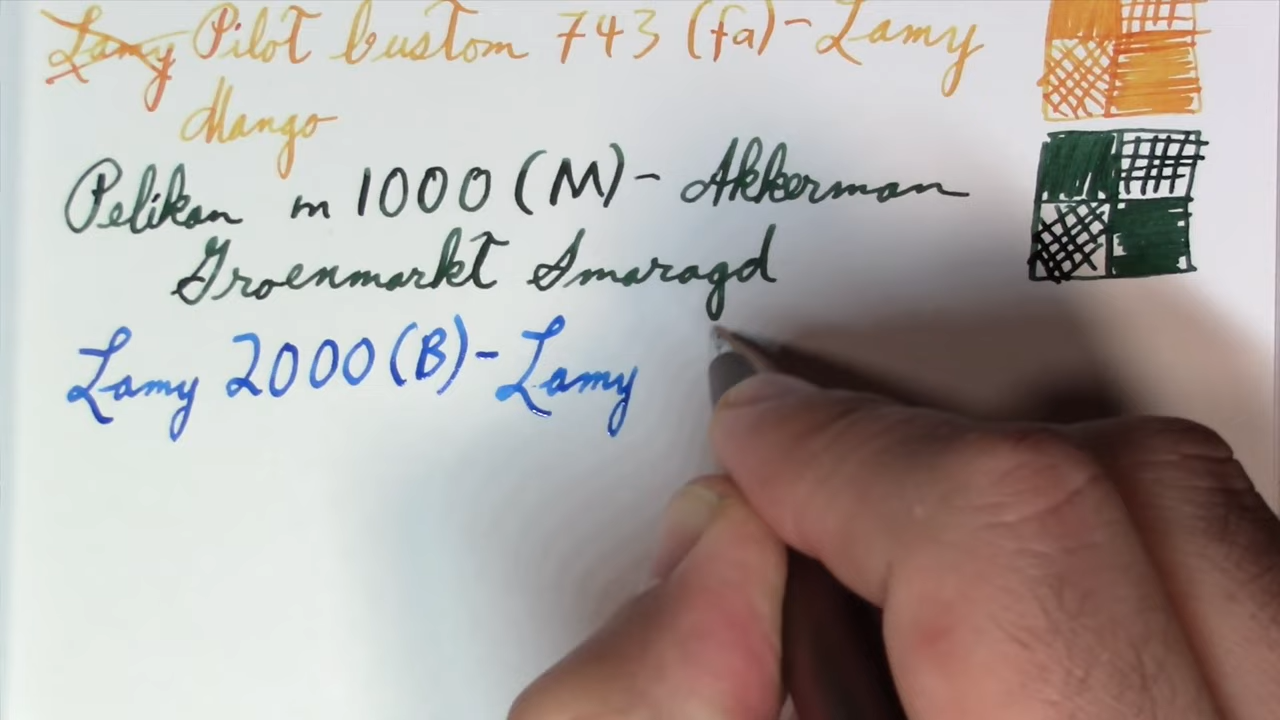 Lamy Pilot Custom 743 (fa) - Lamy
Mango
Pelikan m1000 (M) - Akkerman
Groenmarkt Smaragd
Lamy 2000 (B) - Lamy